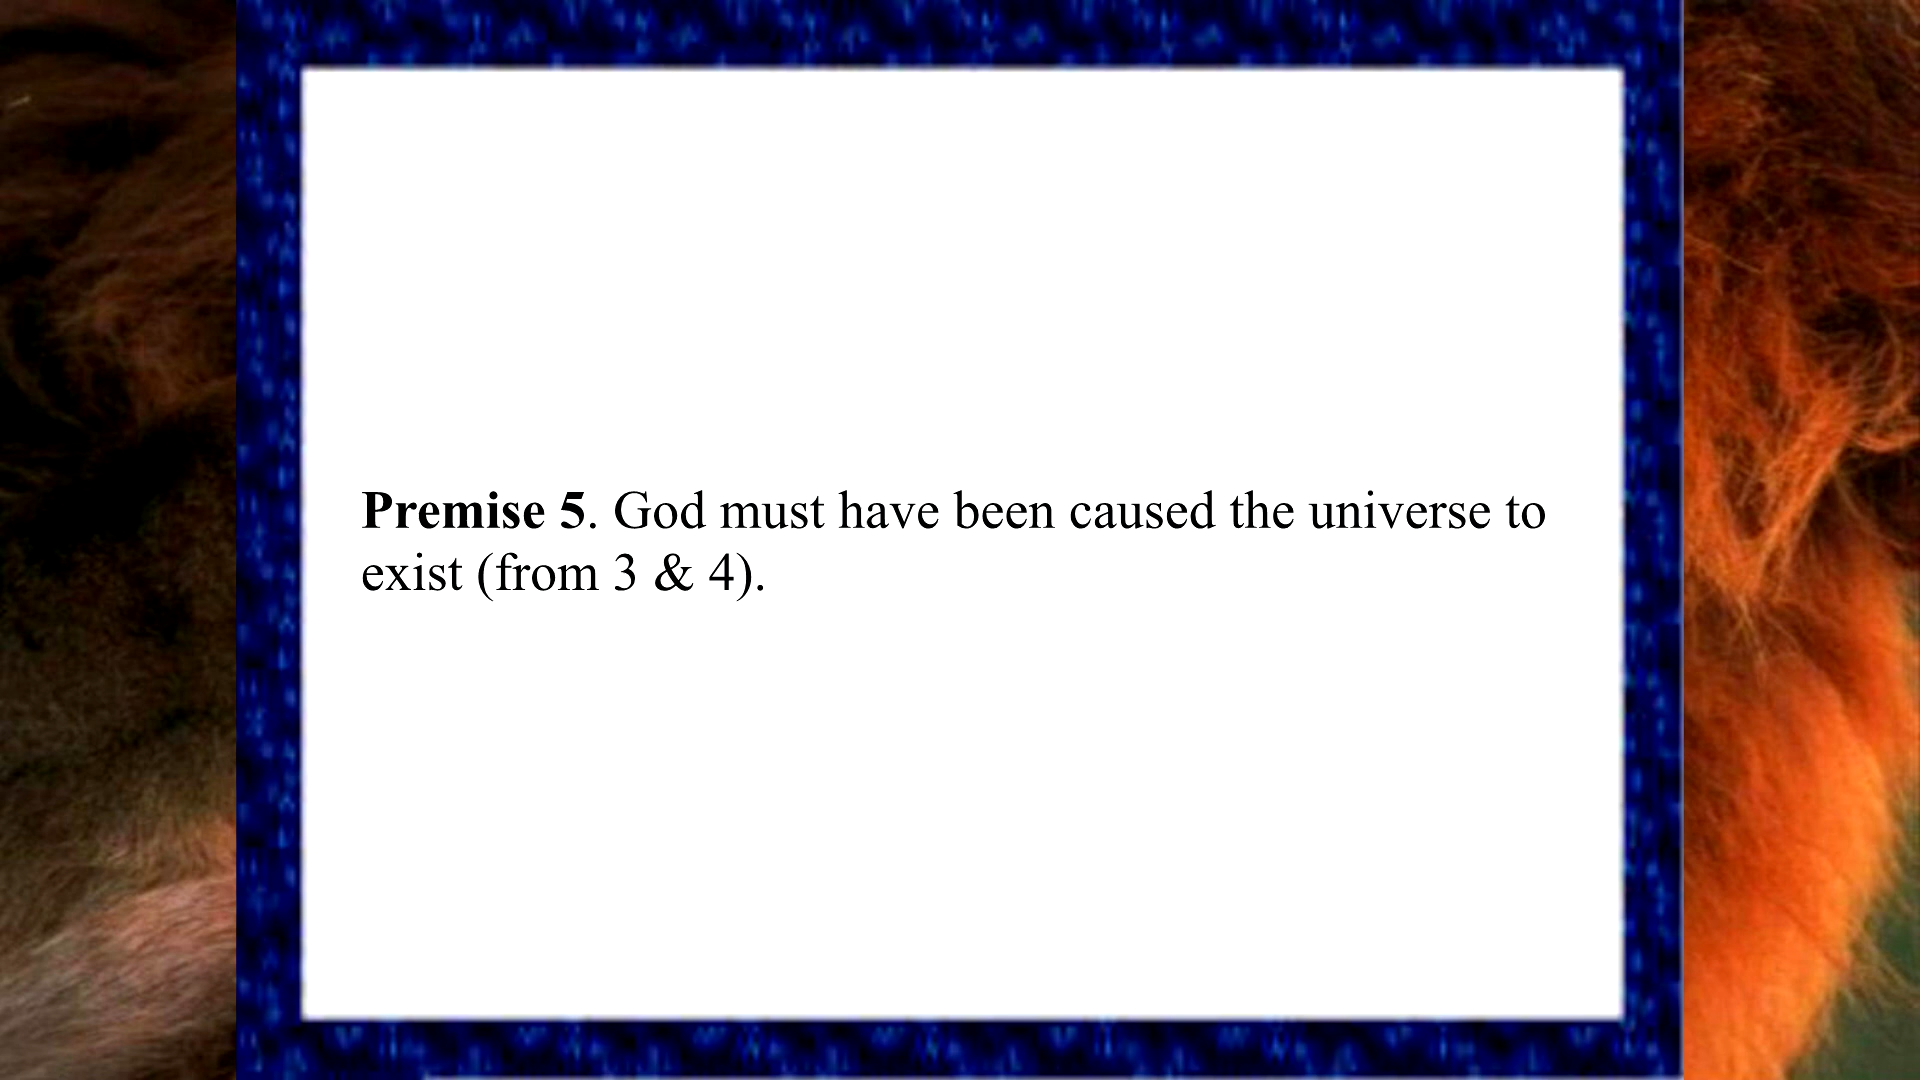 Premise 5. God must have been caused the universe to
exist (from 3 & 4).